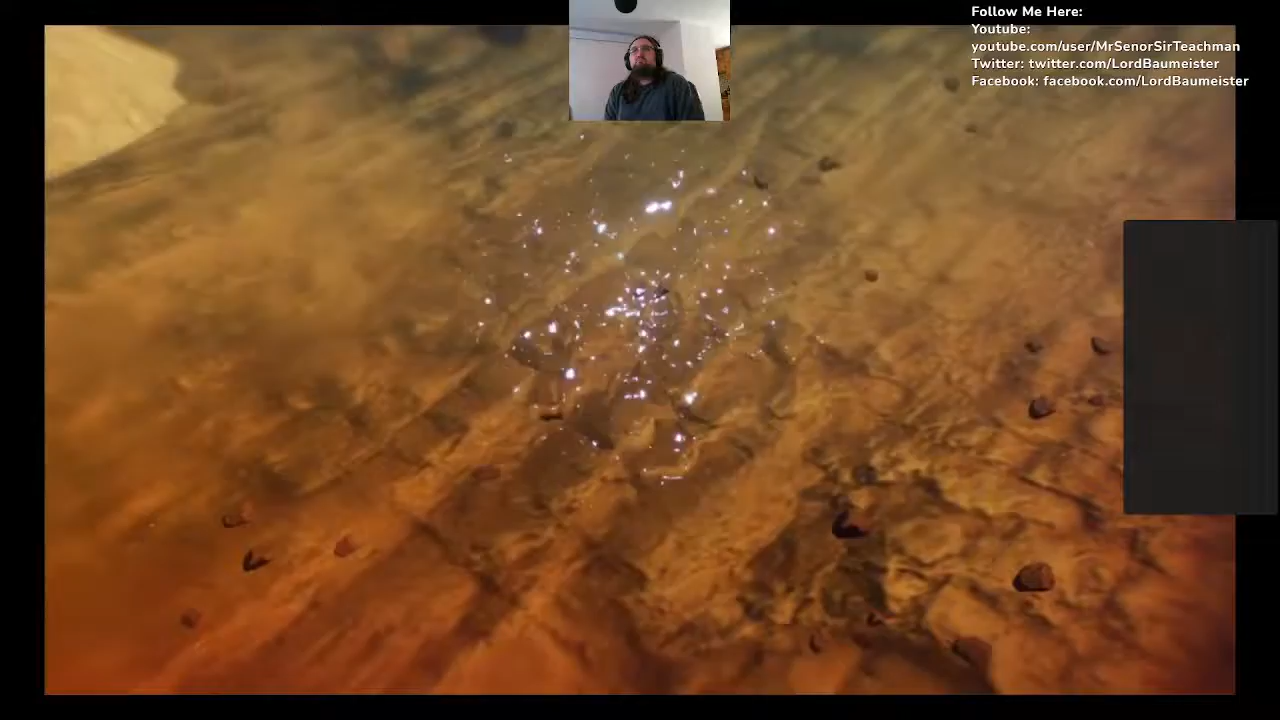 Follow Me Here:
Youtube:
youtube.com/user/MrSenorSirTeachman
Twitter: twitter.com/LordBaumeister
Facebook: facebook.com/LordBaumeister